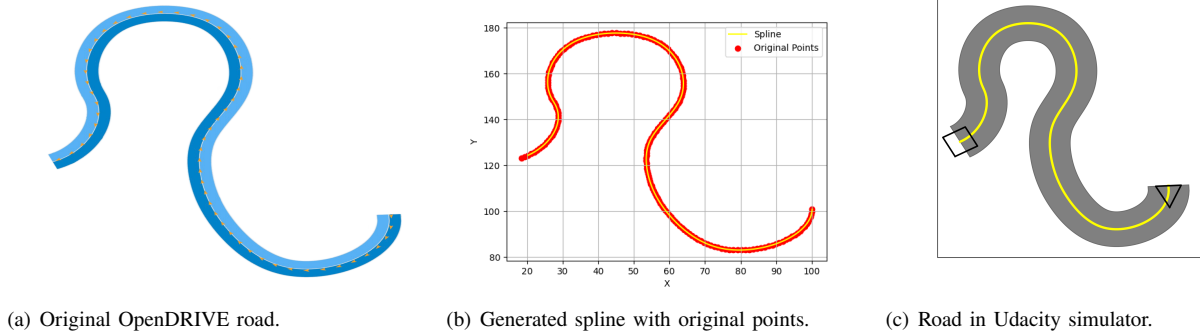 180
160
140
120
100
80
Y
Spline
Original Points
20
30
40
50
60
70
80
90
100
X
(a) Original OpenDRIVE road.
(b) Generated spline with original points.
(c) Road in Udacity simulator.